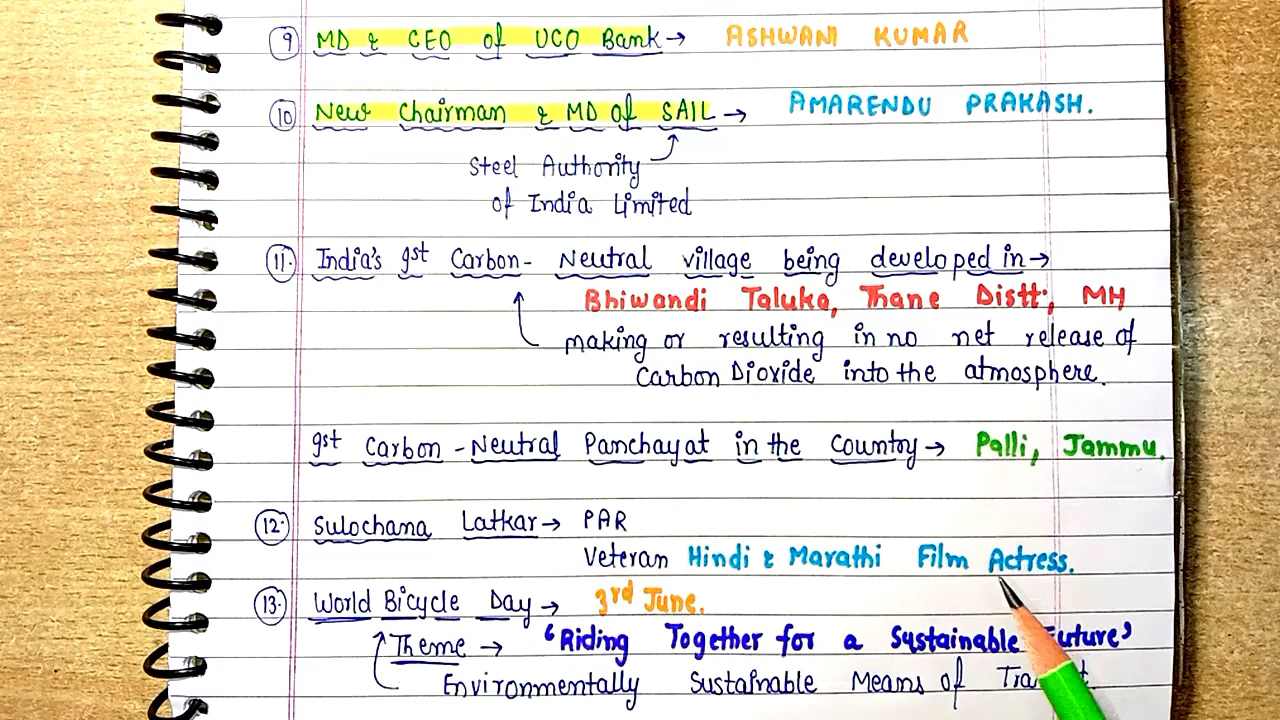 9 MD & CEO of UCO Bank → ASHWANI KUMAR
10 New Chairman & MD of SAIL → AMARENDU PRAKASH.
Steel Authority
of India Limited
11. India's 1st Carbon-Neutral village being developed in →
Bhiwandi Taluka, Thane Distt., MH
making or resulting in no net release of
Carbon Dioxide into the atmosphere.
1st Carbon-Neutral Panchayat in the Country → Palli, Jammu.
12. Sulochana Latkar → PAR
Veteran Hindi & Marathi Film Actress.
13. World Bicycle Day → 3rd June.
Theme → 'Riding Together for a Sustainable Future'
Environmentally Sustainable Means of